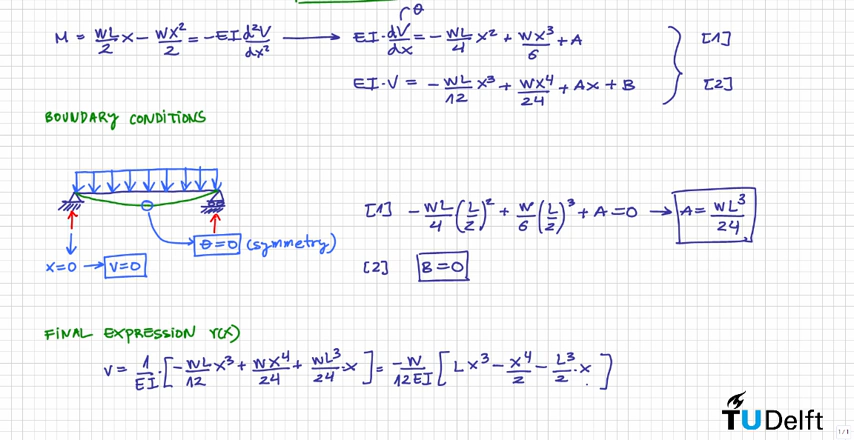 M = WL/2 x − WX²/2 = −EI d²V/dx² → EI · dV/dx = − WL/4 x² + WX³/6 + A [1]
θ
EI · V = − WL/12 x³ + WX⁴/24 + Ax + B [2]
BOUNDARY CONDITIONS
[1] − WL/4 (L/2)² + W/6 (L/2)³ + A = 0 → A = WL³/24
θ = 0 (symmetry)
x=0 → V=0
[2] B = 0
FINAL EXPRESSION V(X)
V = 1/EI · [ − WL/12 x³ + WX⁴/24 + WL³/24 · x ] = −W/12EI [ L x³ − x⁴/2 − L³/2 · x ]
TUDelft
1/1